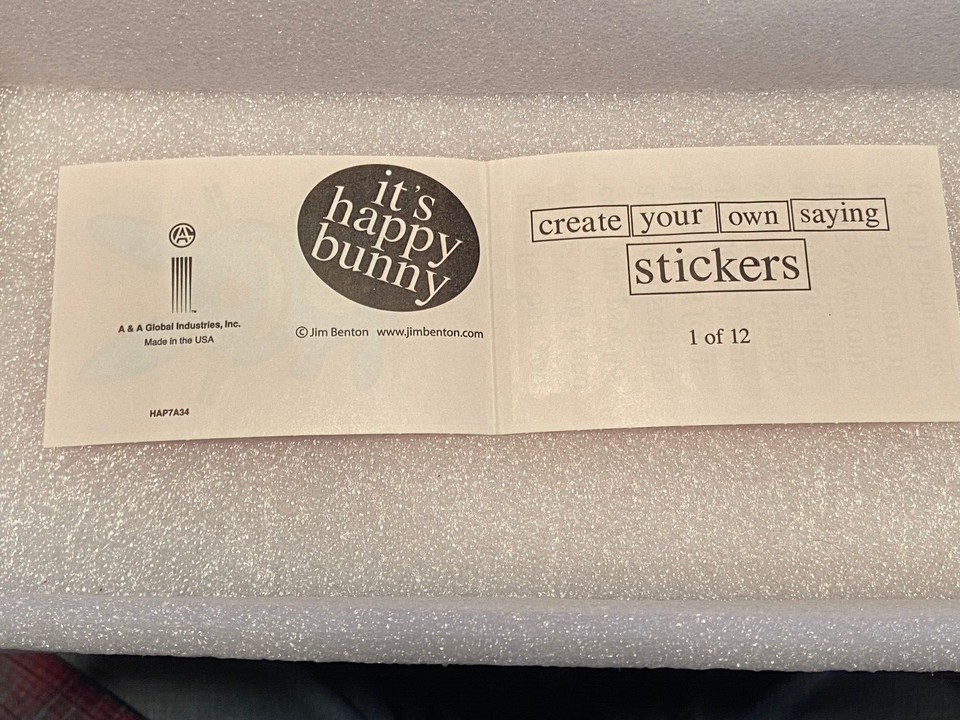 it's
happy
bunny
© Jim Benton www.jimbenton.com
A
A & A Global Industries, Inc.
Made in the USA
HAP7A34
create your own saying
stickers
1 of 12